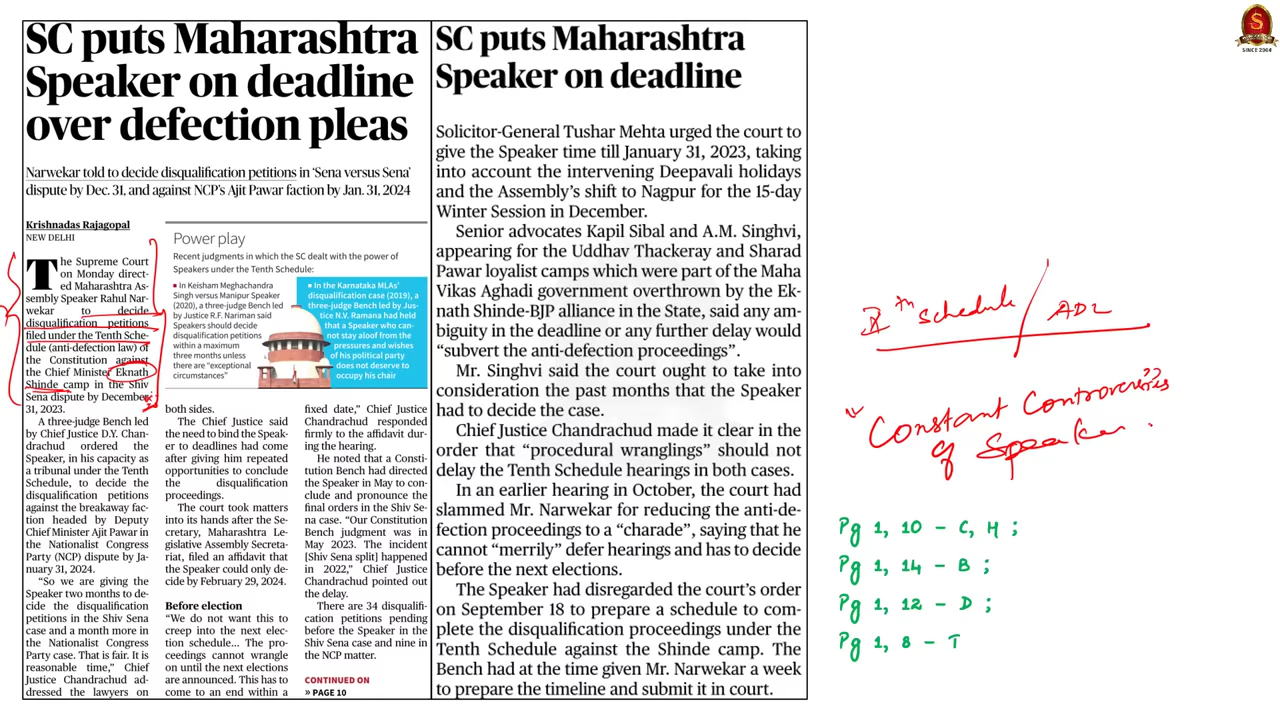 SC puts Maharashtra
Speaker on deadline
over defection pleas
Narwekar told to decide disqualification petitions in ‘Sena versus Sena’
dispute by Dec. 31, and against NCP’s Ajit Pawar faction by Jan. 31, 2024
Krishnadas Rajagopal
NEW DELHI
The Supreme Court
on Monday direct-
ed Maharashtra As-
sembly Speaker Rahul Nar-
wekar to decide
disqualification petitions
filed under the Tenth Sche-
dule (anti-defection law) of
the Constitution against
the Chief Minister Eknath
Shinde camp in the Shiv
Sena dispute by December
31, 2023.
A three-judge Bench led
by Chief Justice D.Y. Chan-
drachud ordered the
Speaker, in his capacity as
a tribunal under the Tenth
Schedule, to decide the
disqualification petitions
against the breakaway fac-
tion headed by Deputy
Chief Minister Ajit Pawar in
the Nationalist Congress
Party (NCP) dispute by Ja-
nuary 31, 2024.
“So we are giving the
Speaker two months to de-
cide the disqualification
petitions in the Shiv Sena
case and a month more in
the Nationalist Congress
Party case. That is fair. It is
reasonable time,” Chief
Justice Chandrachud ad-
dressed the lawyers on
Power play
Recent judgments in which the SC dealt with the power of
Speakers under the Tenth Schedule:
In Keisham Meghachandra
Singh versus Manipur Speaker
(2020), a three-judge Bench led
by Justice R.F. Nariman said
Speakers should decide
disqualification petitions
within a maximum
three months unless
there are “exceptional
circumstances”
In the Karnataka MLAs’
disqualification case (2019), a
three-judge Bench led by Jus-
tice N.V. Ramana had held
that a Speaker who can-
not stay aloof from the
pressures and wishes
of his political party
does not deserve to
occupy his chair
both sides.
The Chief Justice said
the need to bind the Speak-
er to deadlines had come
after giving him repeated
opportunities to conclude
the disqualification
proceedings.
The court took matters
into its hands after the Se-
cretary, Maharashtra Le-
gislative Assembly Secreta-
riat, filed an affidavit that
the Speaker could only de-
cide by February 29, 2024.
Before election
“We do not want this to
creep into the next elec-
tion schedule... The pro-
ceedings cannot wrangle
on until the next elections
are announced. This has to
come to an end within a
fixed date,” Chief Justice
Chandrachud responded
firmly to the affidavit dur-
ing the hearing.
He noted that a Consti-
tution Bench had directed
the Speaker in May to con-
clude and pronounce the
final orders in the Shiv Se-
na case. “Our Constitution
Bench judgment was in
May 2023. The incident
[Shiv Sena split] happened
in 2022,” Chief Justice
Chandrachud pointed out
the delay.
There are 34 disqualifi-
cation petitions pending
before the Speaker in the
Shiv Sena case and nine in
the NCP matter.
CONTINUED ON
» PAGE 10
SC puts Maharashtra
Speaker on deadline
Solicitor-General Tushar Mehta urged the court to
give the Speaker time till January 31, 2023, taking
into account the intervening Deepavali holidays
and the Assembly’s shift to Nagpur for the 15-day
Winter Session in December.
Senior advocates Kapil Sibal and A.M. Singhvi,
appearing for the Uddhav Thackeray and Sharad
Pawar loyalist camps which were part of the Maha
Vikas Aghadi government overthrown by the Ek-
nath Shinde-BJP alliance in the State, said any am-
biguity in the deadline or any further delay would
“subvert the anti-defection proceedings”.
Mr. Singhvi said the court ought to take into
consideration the past months that the Speaker
had to decide the case.
Chief Justice Chandrachud made it clear in the
order that “procedural wranglings” should not
delay the Tenth Schedule hearings in both cases.
In an earlier hearing in October, the court had
slammed Mr. Narwekar for reducing the anti-de-
fection proceedings to a “charade”, saying that he
cannot “merrily” defer hearings and has to decide
before the next elections.
The Speaker had disregarded the court’s order
on September 18 to prepare a schedule to com-
plete the disqualification proceedings under the
Tenth Schedule against the Shinde camp. The
Bench had at the time given Mr. Narwekar a week
to prepare the timeline and submit it in court.
S
SINCE 2004
Xth Schedule / ADL
“Constant Controversies”
of Speaker.
Pg 1, 10 - C, H ;
Pg 1, 14 - B ;
Pg 1, 12 - D ;
Pg 1, 8 - T